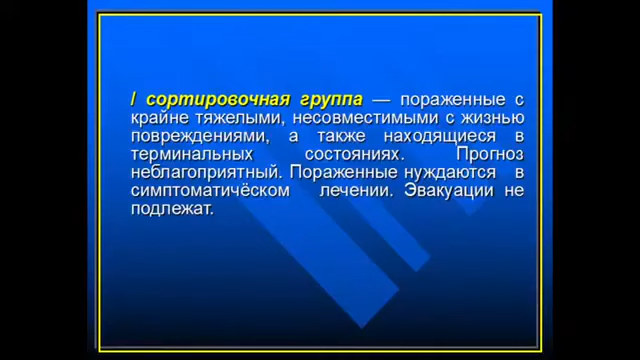 I сортировочная группа — пораженные с
крайне тяжелыми, несовместимыми с жизнью
повреждениями, а также находящиеся в
терминальных состояниях. Прогноз
неблагоприятный. Пораженные нуждаются в
симптоматичёском лечении. Эвакуации не
подлежат.